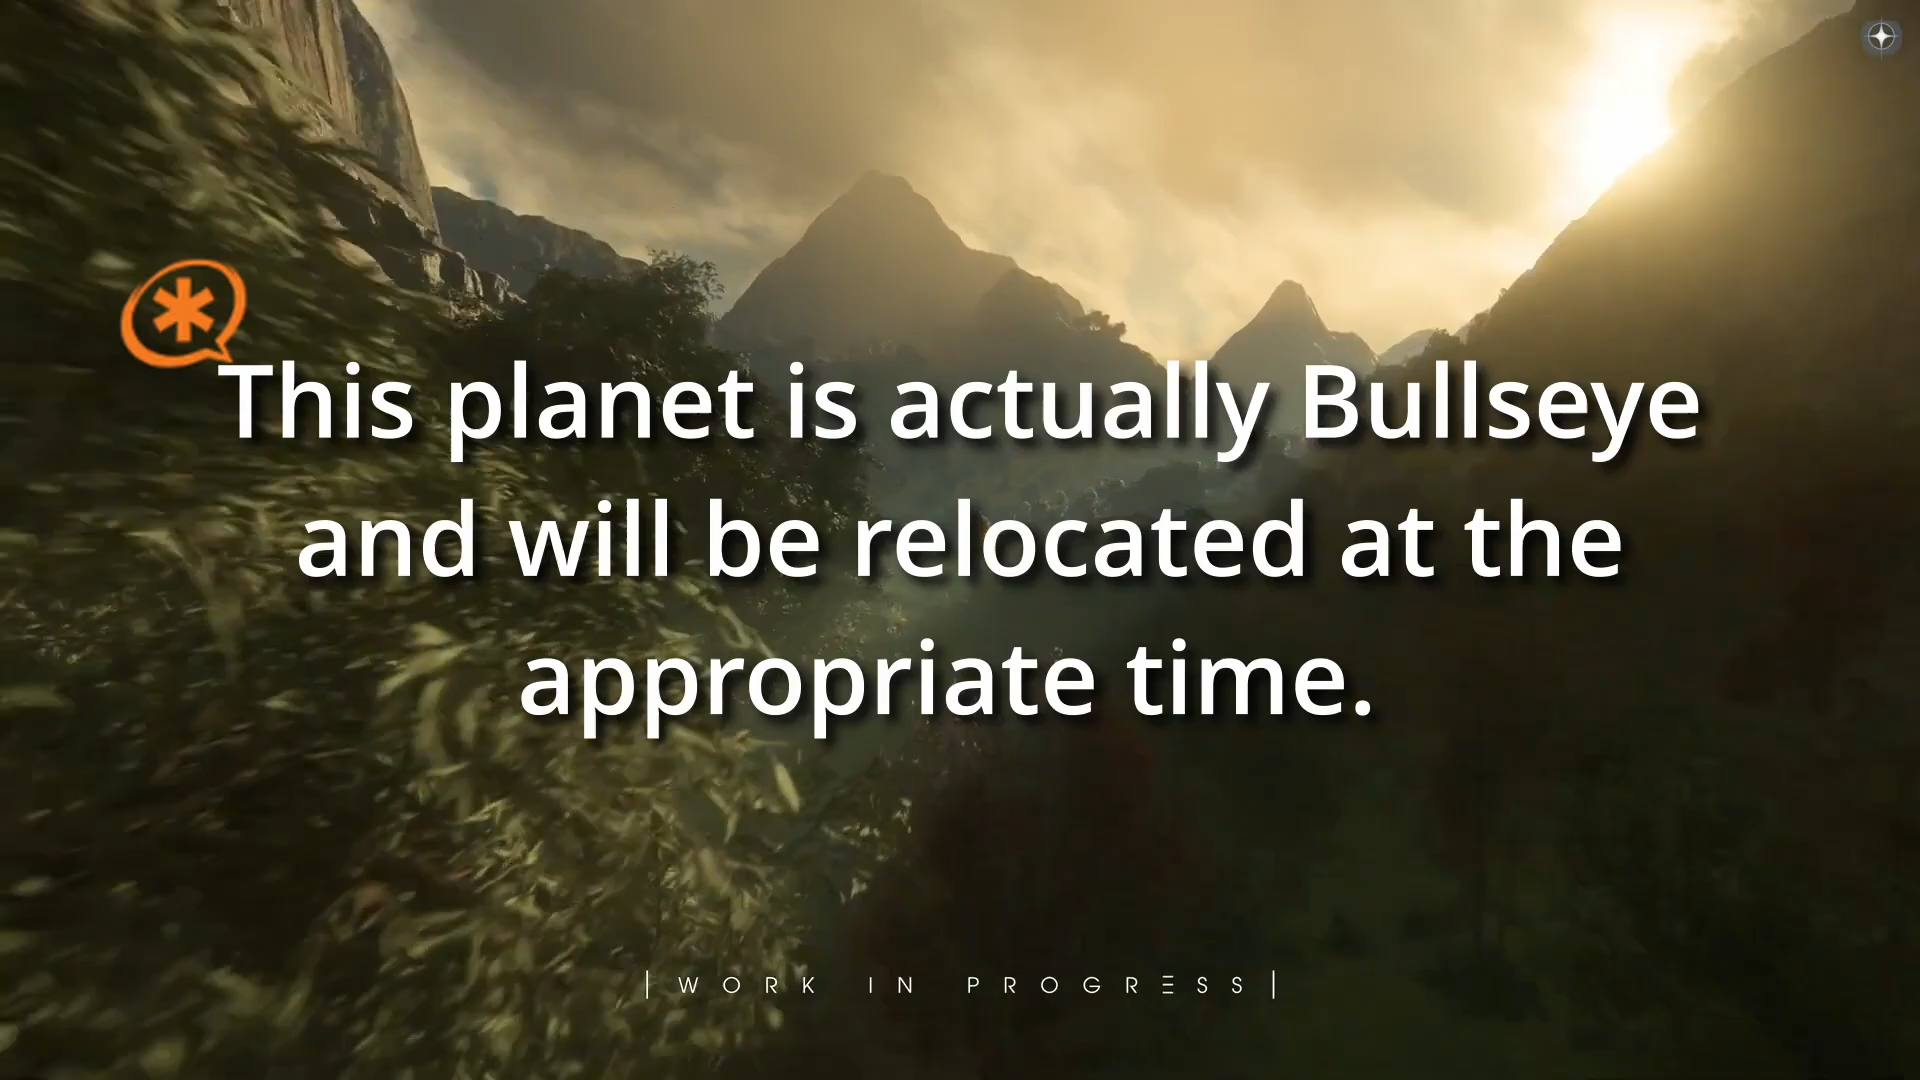 This planet is actually Bullseye
and will be relocated at the
appropriate time.
| WORK IN PROGRESS |